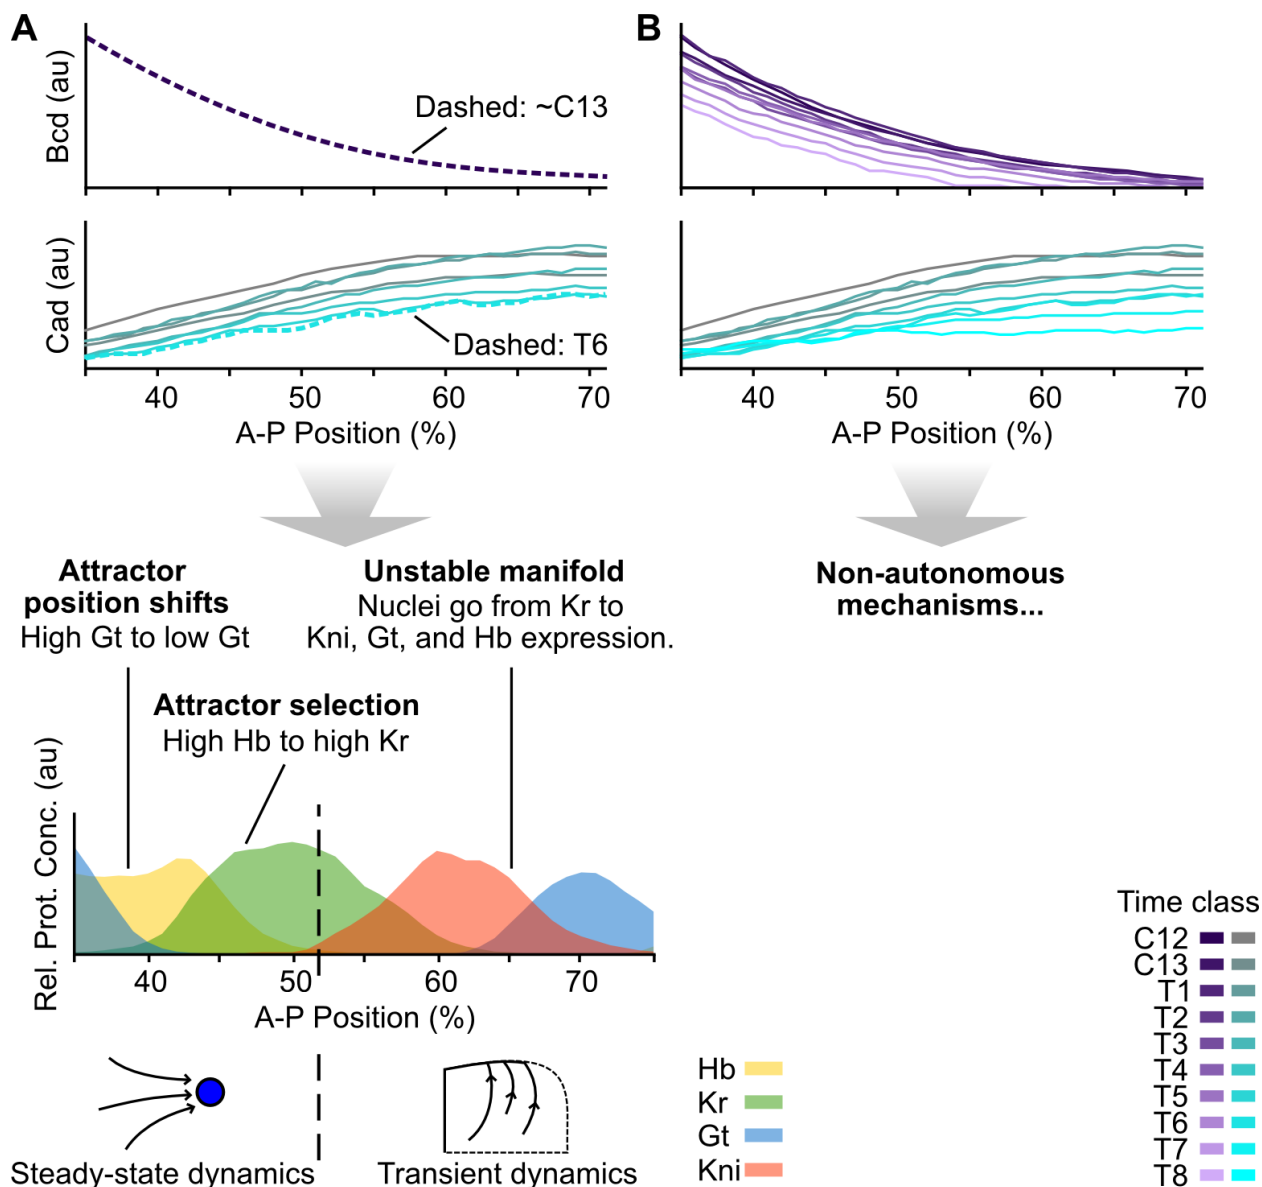 A
B
Bcd (au)
Dashed: ~C13
Cad (au)
Dashed: T6
40 50 60 70
40 50 60 70
A-P Position (%)
A-P Position (%)
Attractor
position shifts
High Gt to low Gt
Unstable manifold
Nuclei go from Kr to
Kni, Gt, and Hb expression.
Non-autonomous
mechanisms...
Attractor selection
High Hb to high Kr
Rel. Prot. Conc. (au)
40 50 60 70
A-P Position (%)
Steady-state dynamics
Transient dynamics
Hb
Kr
Gt
Kni
Time class
C12
C13
T1
T2
T3
T4
T5
T6
T7
T8